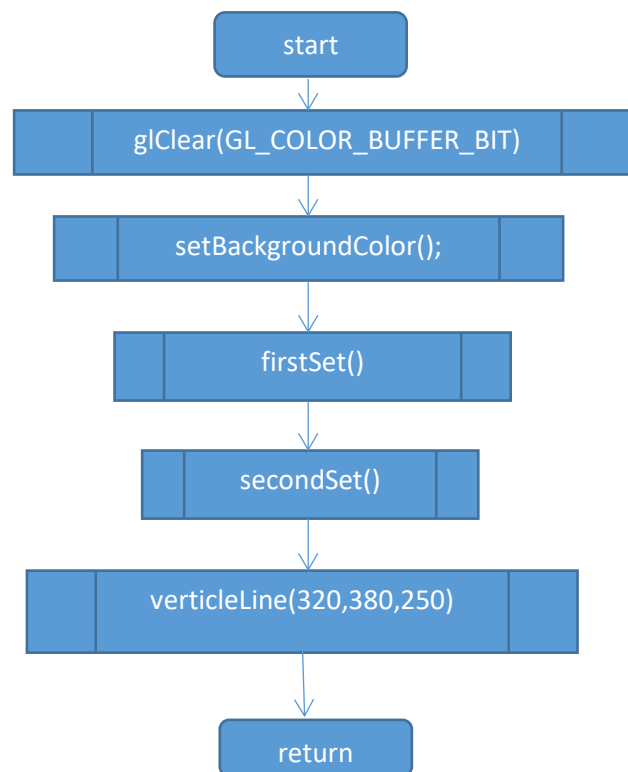 start
glClear(GL_COLOR_BUFFER_BIT)
setBackgroundColor();
firstSet()
secondSet()
verticleLine(320,380,250)
return